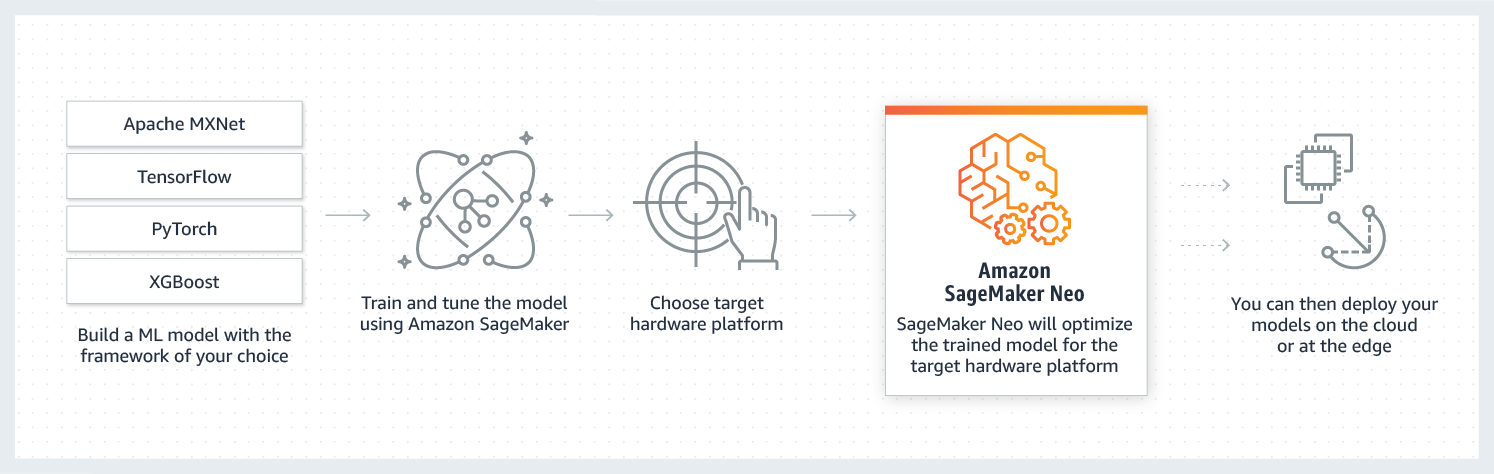 Apache MXNet
TensorFlow
PyTorch
XGBoost
Build a ML model with the
framework of your choice
Train and tune the model
using Amazon SageMaker
Choose target
hardware platform
Amazon
SageMaker Neo
SageMaker Neo will optimize
the trained model for the
target hardware platform
You can then deploy your
models on the cloud
or at the edge